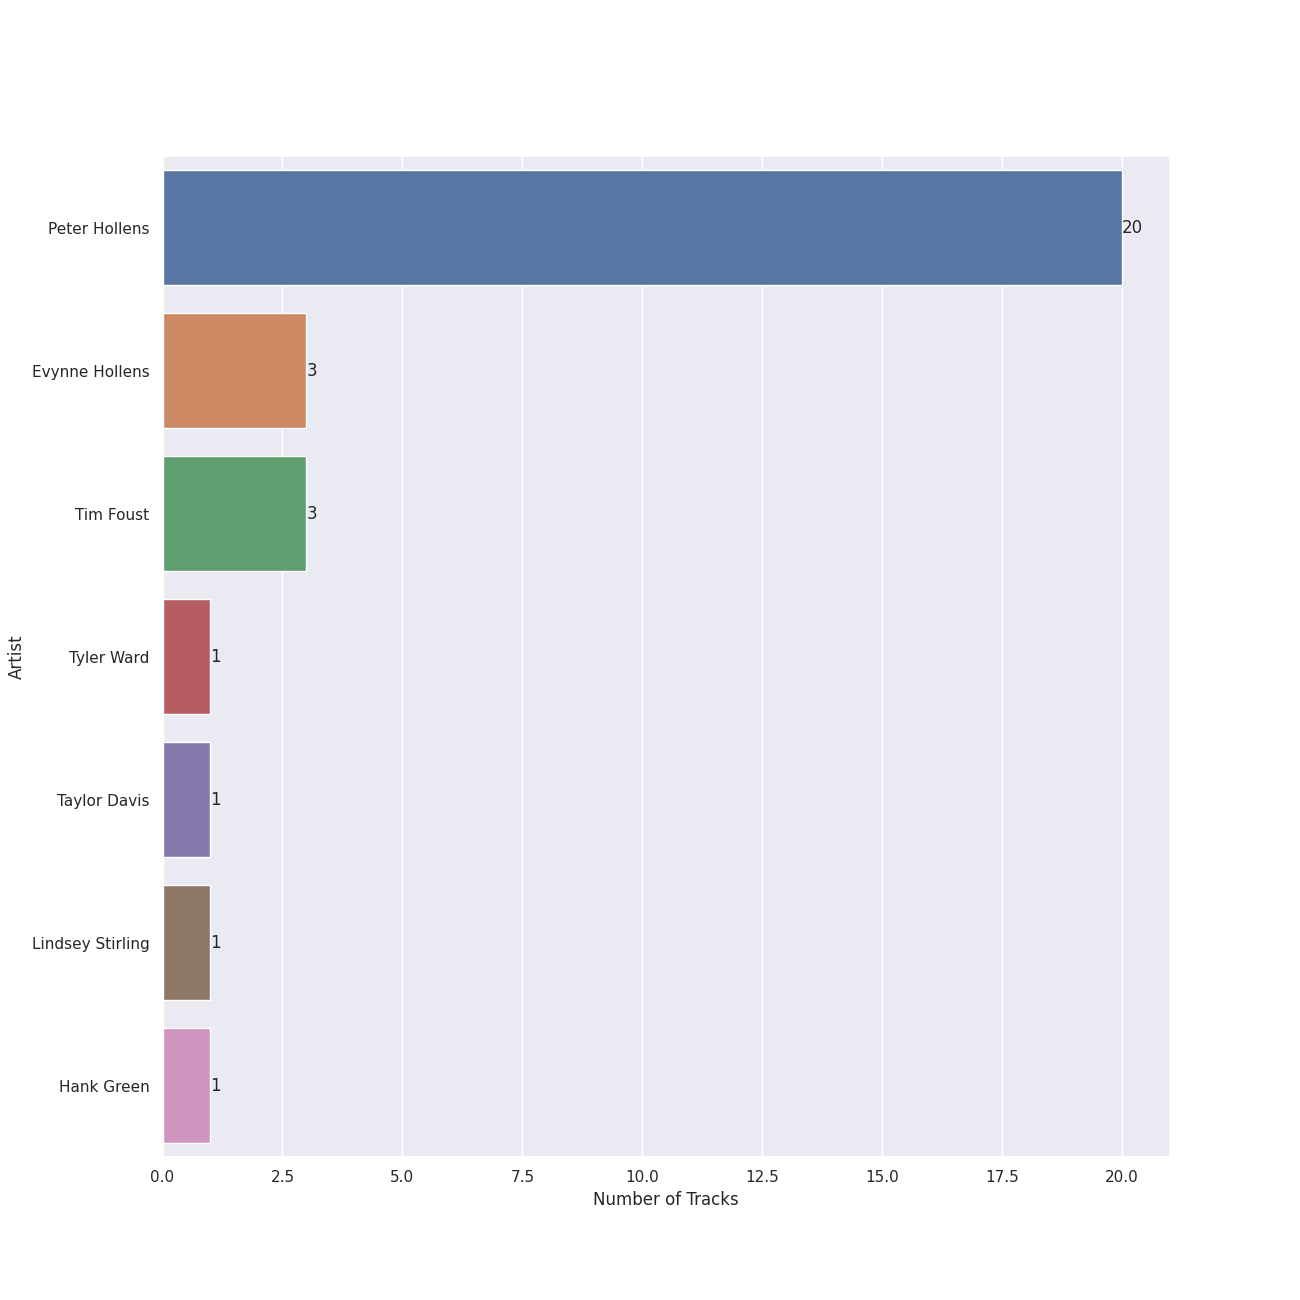 Peter Hollens
20
Evynne Hollens
3
Tim Foust
3
Tyler Ward
1
Taylor Davis
1
Lindsey Stirling
1
Hank Green
1
Artist
0.0 2.5 5.0 7.5 10.0 12.5 15.0 17.5 20.0
Number of Tracks